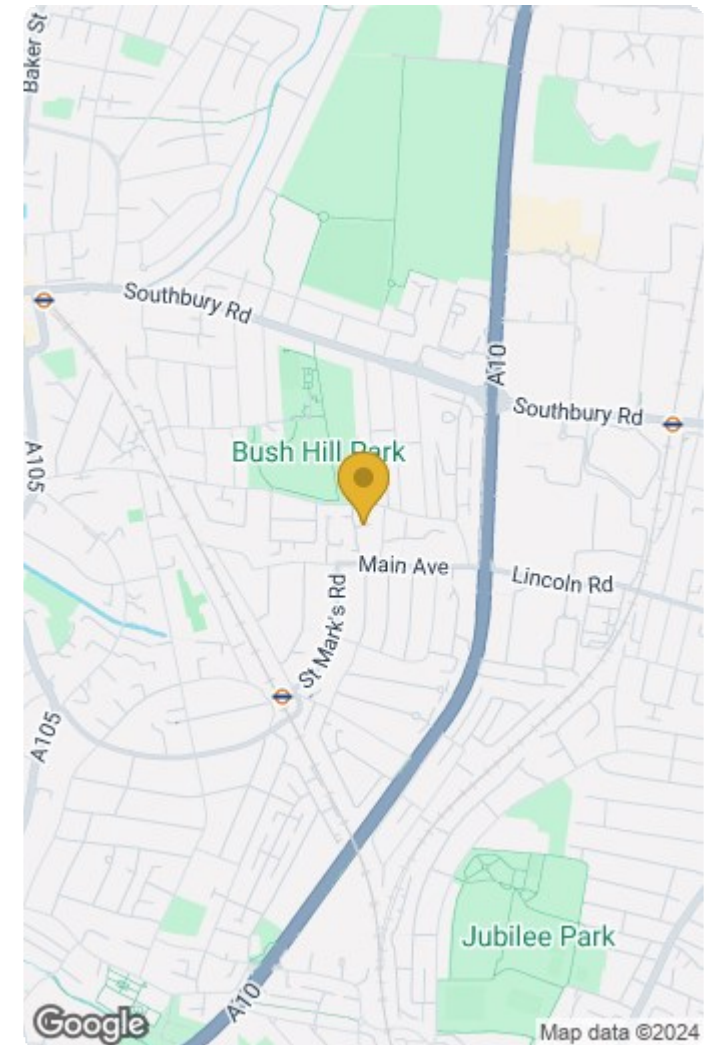 Baker St
Southbury Rd
A10
Southbury Rd
A105
Bush Hill Park
Main Ave
Lincoln Rd
St Mark's Rd
A105
Jubilee Park
A10
Google
Map data ©2024